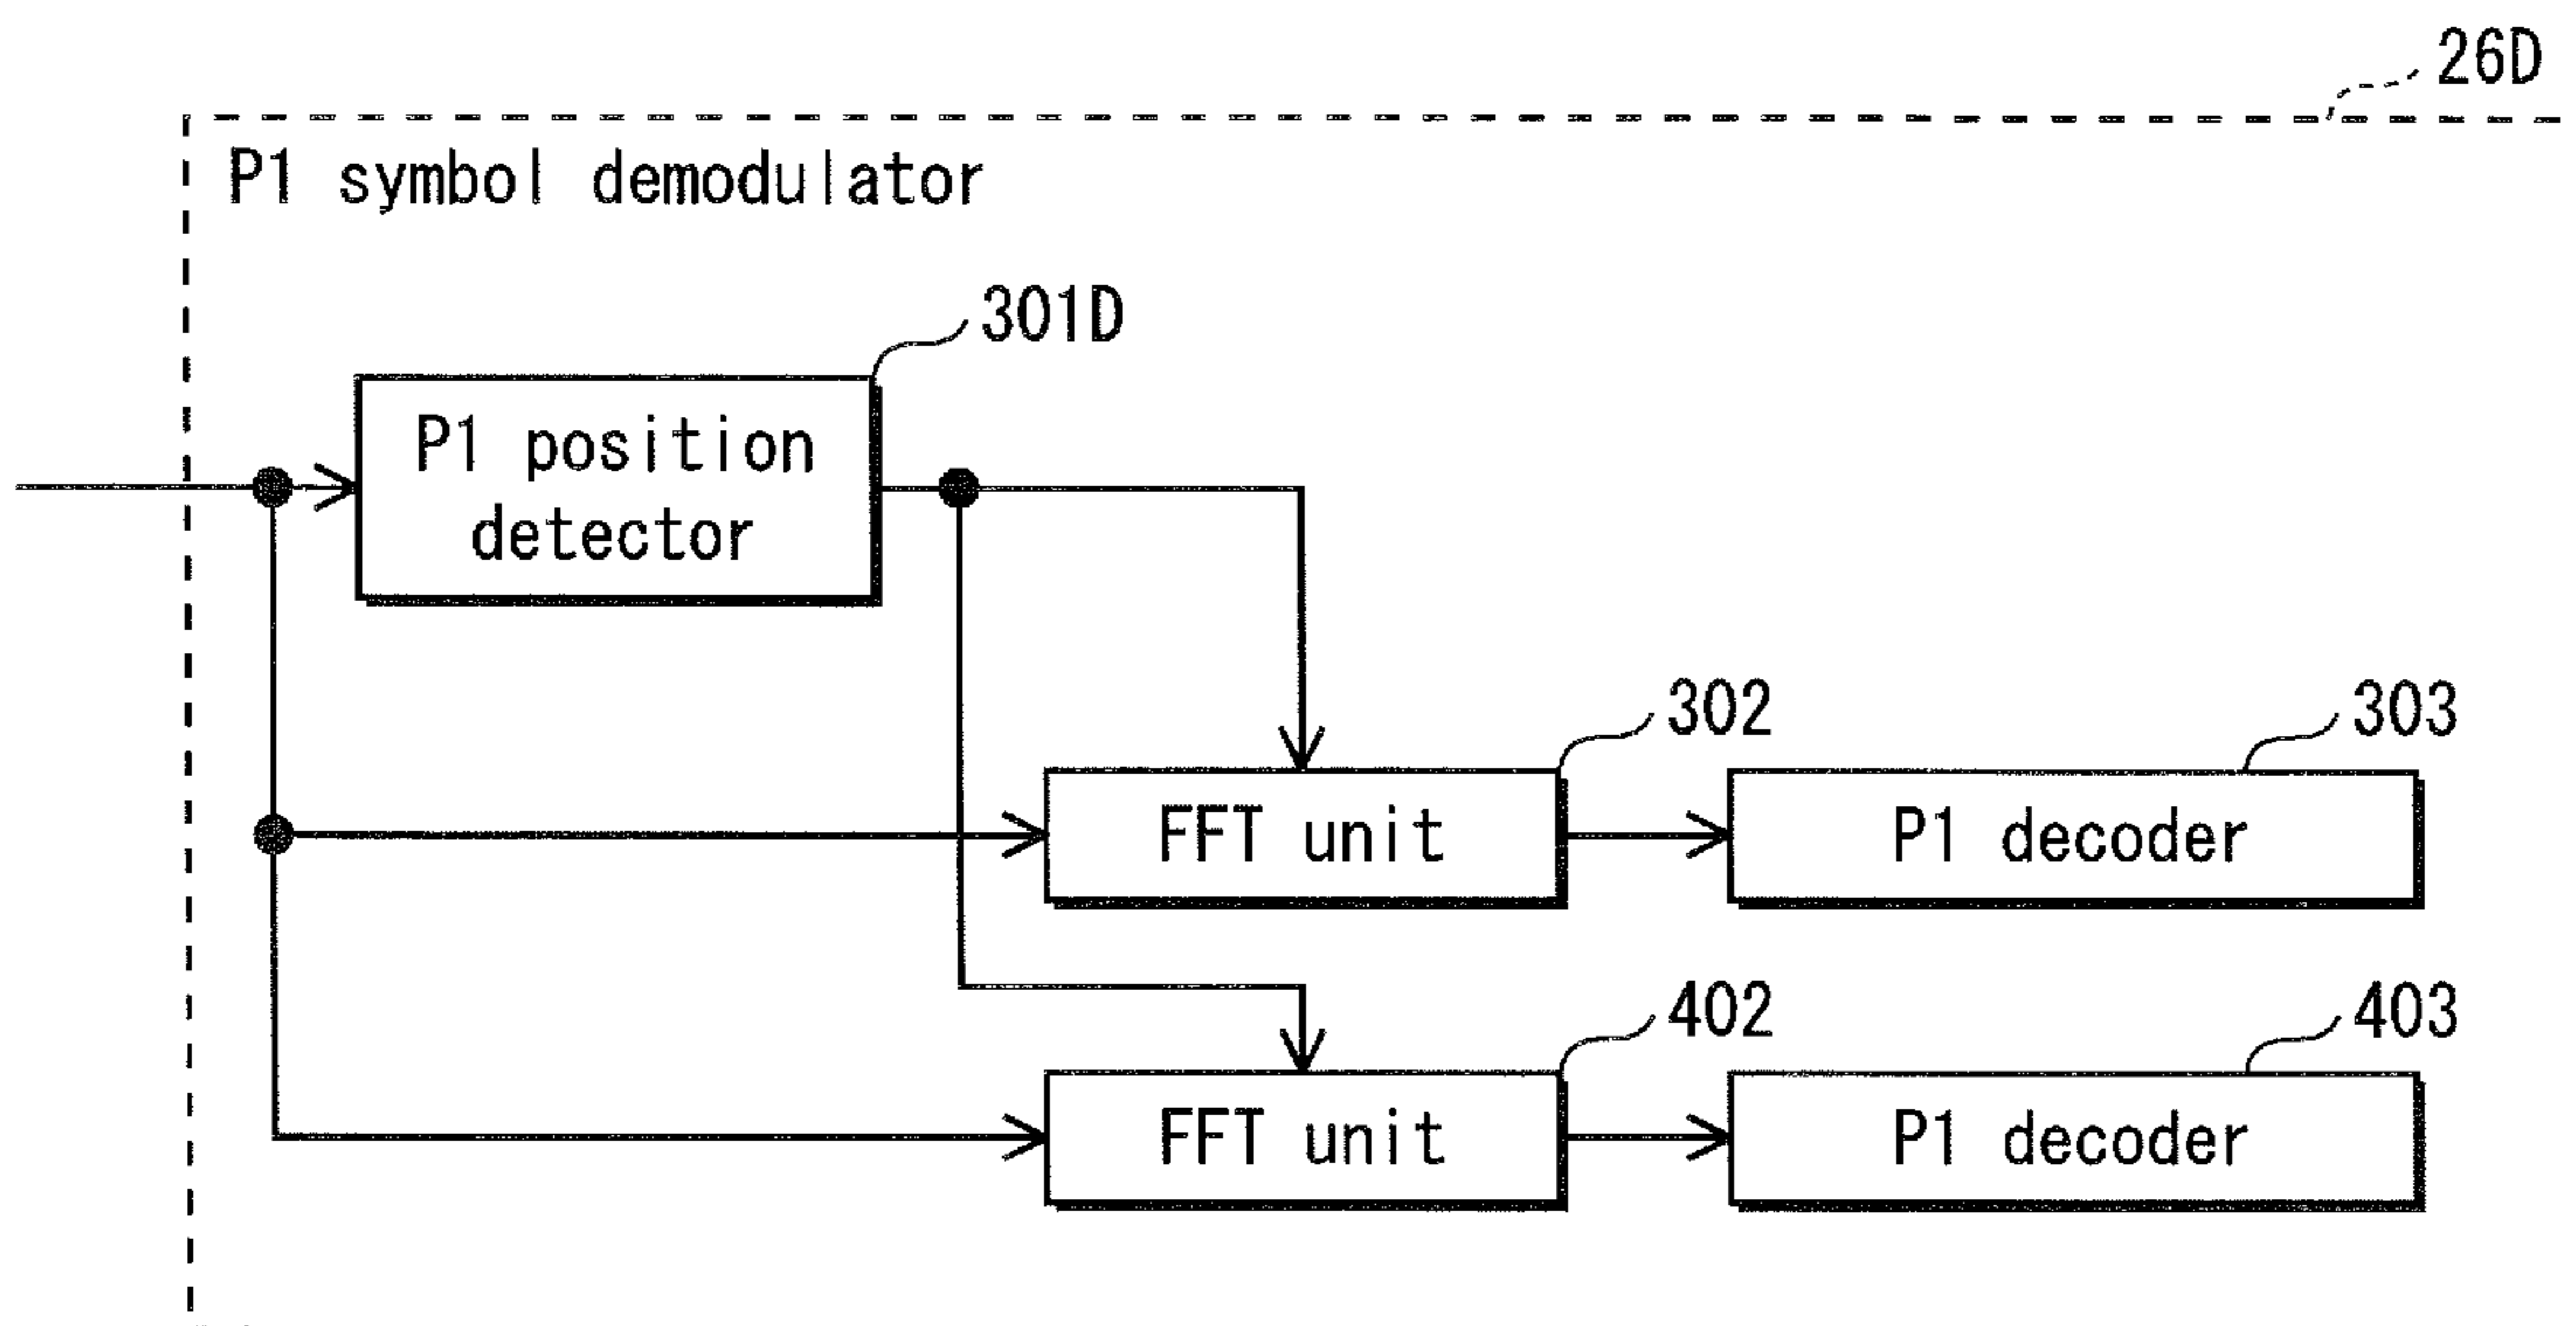 26D
P1 symbol demodulator
301D
P1 position
detector
302
303
FFT unit
P1 decoder
402
403
FFT unit
P1 decoder